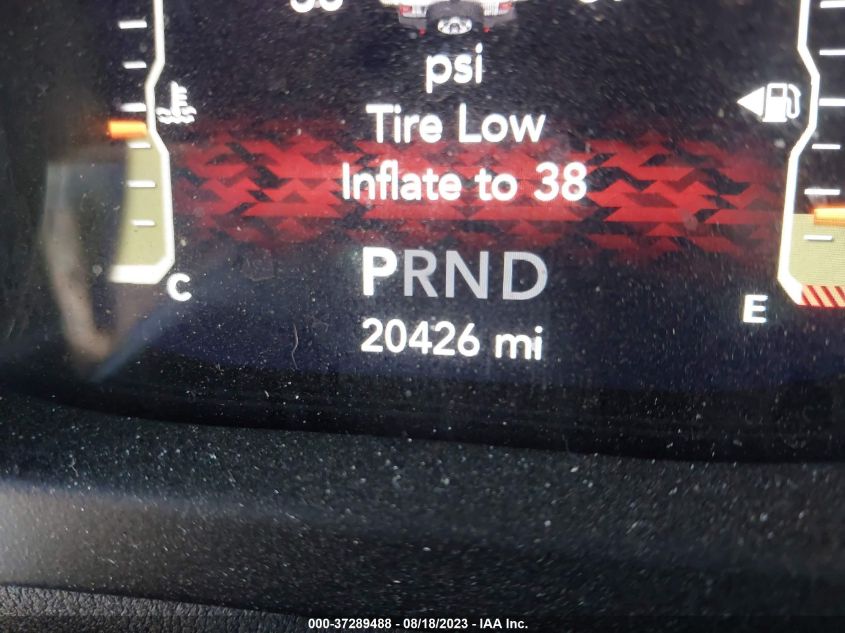 psi
Tire Low
Inflate to 38
PRND
C
E
20426 mi
000-37289488 - 08/18/2023 - IAA Inc.